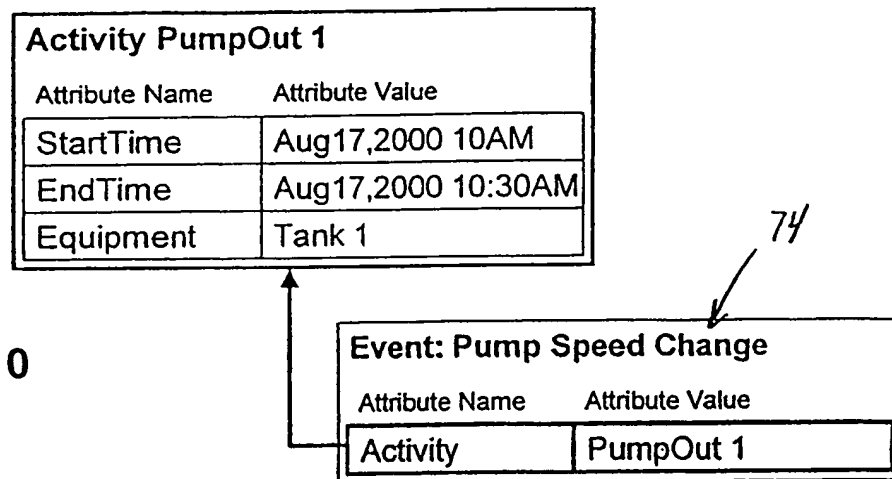 Activity PumpOut 1
Attribute Name Attribute Value
StartTime Aug17,2000 10AM
EndTime Aug17,2000 10:30AM
Equipment Tank 1
74
0
Event: Pump Speed Change
Attribute Name Attribute Value
Activity PumpOut 1